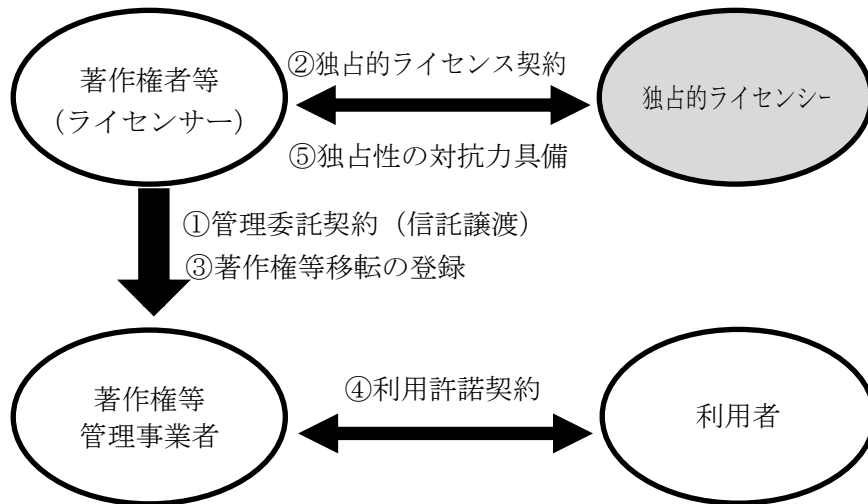 著作権者等
（ライセンサー）
②独占的ライセンス契約
⑤独占性の対抗力具備
独占的ライセンシー
①管理委託契約（信託譲渡）
③著作権等移転の登録
著作権等
管理事業者
④利用許諾契約
利用者